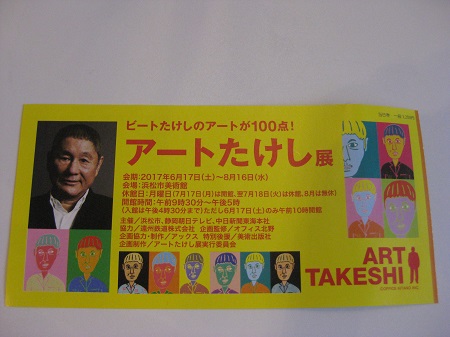 ビートたけしのアートが100点!
アートたけし展
会期:2017年6月17日(土)~8月16日(水)
会場:浜松市美術館
休館日:月曜日(7月17日(月)は開館、翌7月18日(火)は休館、8月は無休)
開館時間:午前9時30分~午後5時
(入館は午後4時30分まで)ただし6月17日(土)のみ午前10時開館
主催/浜松市、静岡朝日テレビ、中日新聞東海本社
協力/遠州鉄道株式会社 企画監修/オフィス北野
企画協力・制作/アックス 特別後援/美術出版社
企画制作/アートたけし展実行委員会
ART
TAKESHI